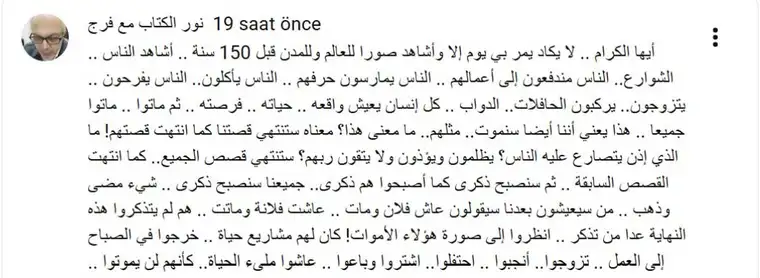 نور الكتاب مع فرج 19 saat önce
أيها الكرام .. لا يكاد يمر بي يوم إلا وأشاهد صورا للعالم وللمدن قبل 150 سنة .. أشاهد الناس ..
الشوارع.. الناس مندفعون إلى أعمالهم .. الناس يمارسون حرفهم .. الناس يأكلون.. الناس يفرحون ..
يتزوجون.. يركبون الحافلات.. الدواب .. كل إنسان يعيش واقعه .. حياته .. فرصته .. ثم ماتوا .. ماتوا
جميعا .. هذا يعني أننا أيضا سنموت.. مثلهم.. ما معنى هذا؟ معناه ستنتهي قصتنا كما انتهت قصتهم! ما
الذي إذن يتصارع عليه الناس؟ يظلمون ويؤذون ولا يتقون ربهم؟ ستنتهي قصص الجميع.. كما انتهت
القصص السابقة .. ثم سنصبح ذكرى كما أصبحوا هم ذكرى.. جميعنا سنصبح ذكرى .. شيء مضى
وذهب .. من سيعيشون بعدنا سيقولون عاش فلان ومات .. عاشت فلانة وماتت .. هم لم يتذكروا هذه
النهاية عدا من تذكر .. انظروا إلى صورة هؤلاء الأموات! كان لهم مشاريع حياة .. خرجوا في الصباح
إلى العمل .. تزوجوا.. أنجبوا .. احتفلوا.. اشتروا وباعوا .. عاشوا مليء الحياة.. كأنهم لن يموتوا ..